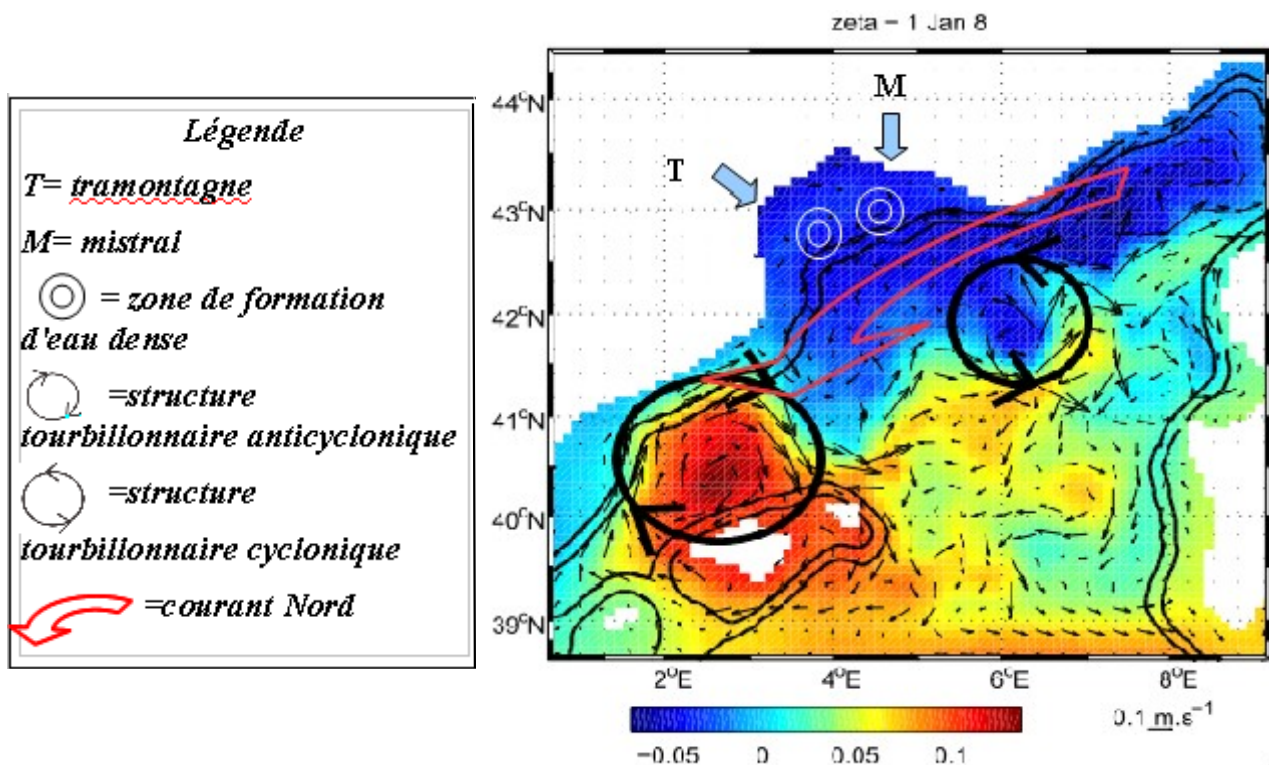 Légende
T= tramontagne
M= mistral
= zone de formation
d'eau dense
=structure
tourbillonnaire anticyclonique
=structure
tourbillonnaire cyclonique
=courant Nord
zeta – 1 Jan 8
M
T
44°N
43°N
42°N
41°N
40°N
39°N
2°E 4°E 6°E 8°E
0.1 m.s⁻¹
−0.05 0 0.05 0.1